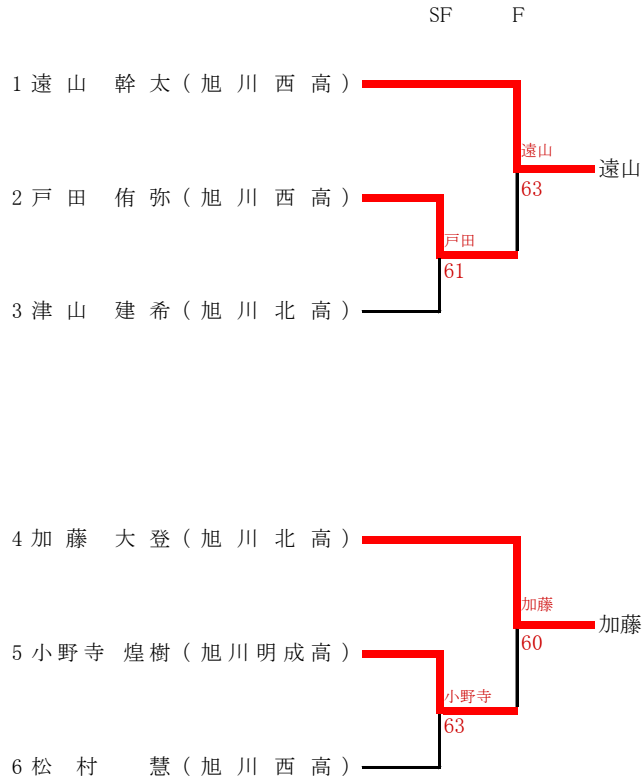 SF F
1 遠山 幹太(旭川西高)
遠山
遠山
63
2 戸田 侑弥(旭川西高)
戸田
61
3 津山 建希(旭川北高)
4 加藤 大登(旭川北高)
加藤
加藤
60
5 小野寺 煌樹(旭川明成高)
小野寺
63
6 松村 慧(旭川西高)